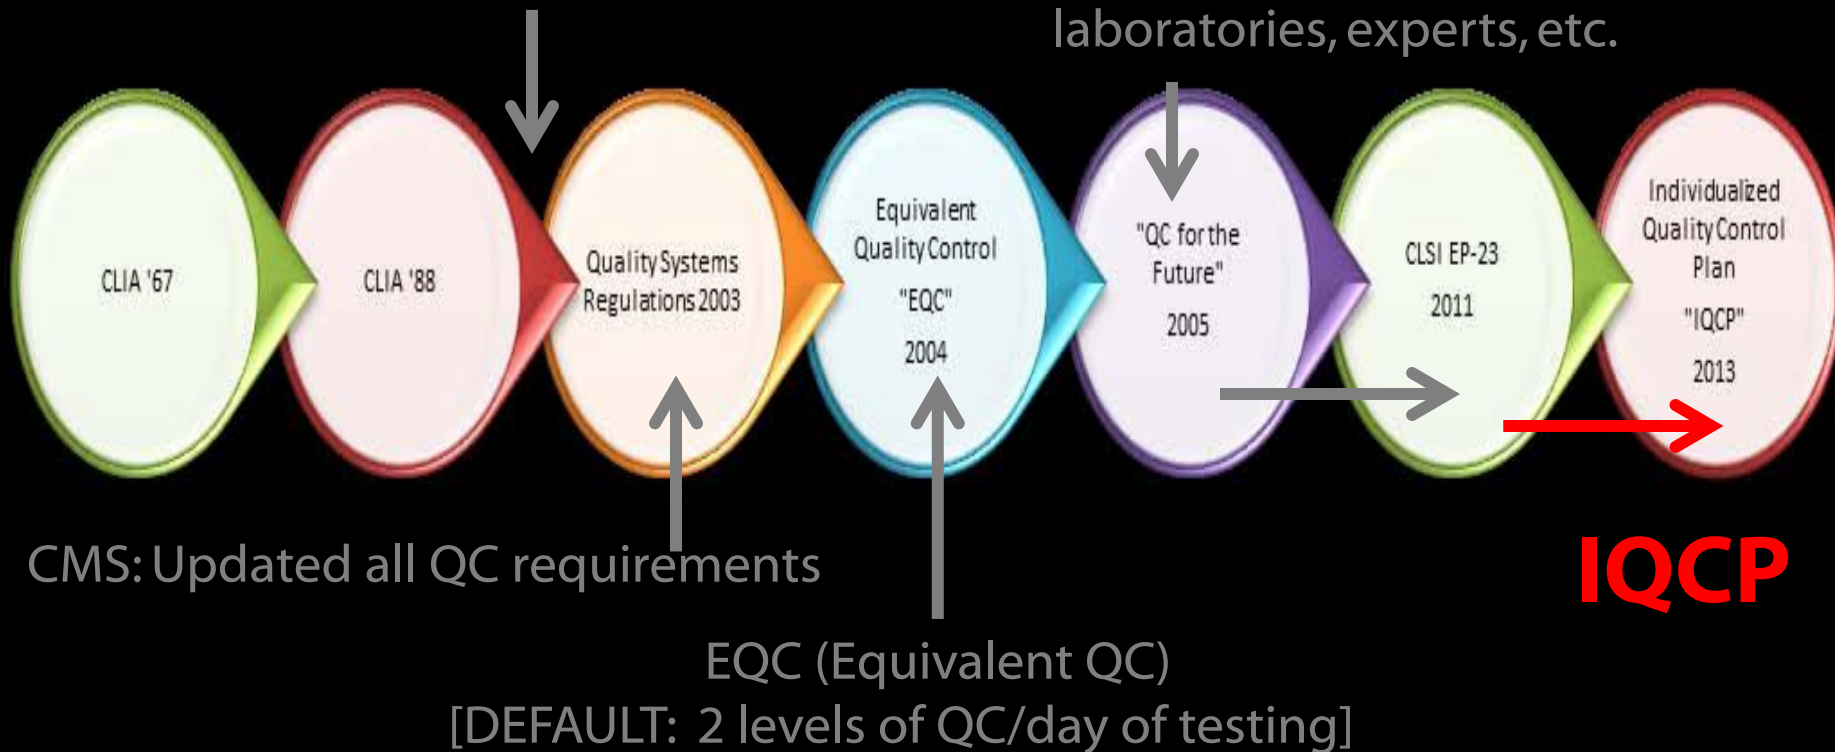 laboratories, experts, etc.
CLIA '67
CLIA '88
Quality Systems
Regulations 2003
Equivalent
Quality Control
"EQC"
2004
"QC for the
Future"
2005
CLSI EP-23
2011
Individualized
Quality Control
Plan
"IQCP"
2013
CMS: Updated all QC requirements
IQCP
EQC (Equivalent QC)
[DEFAULT: 2 levels of QC/day of testing]